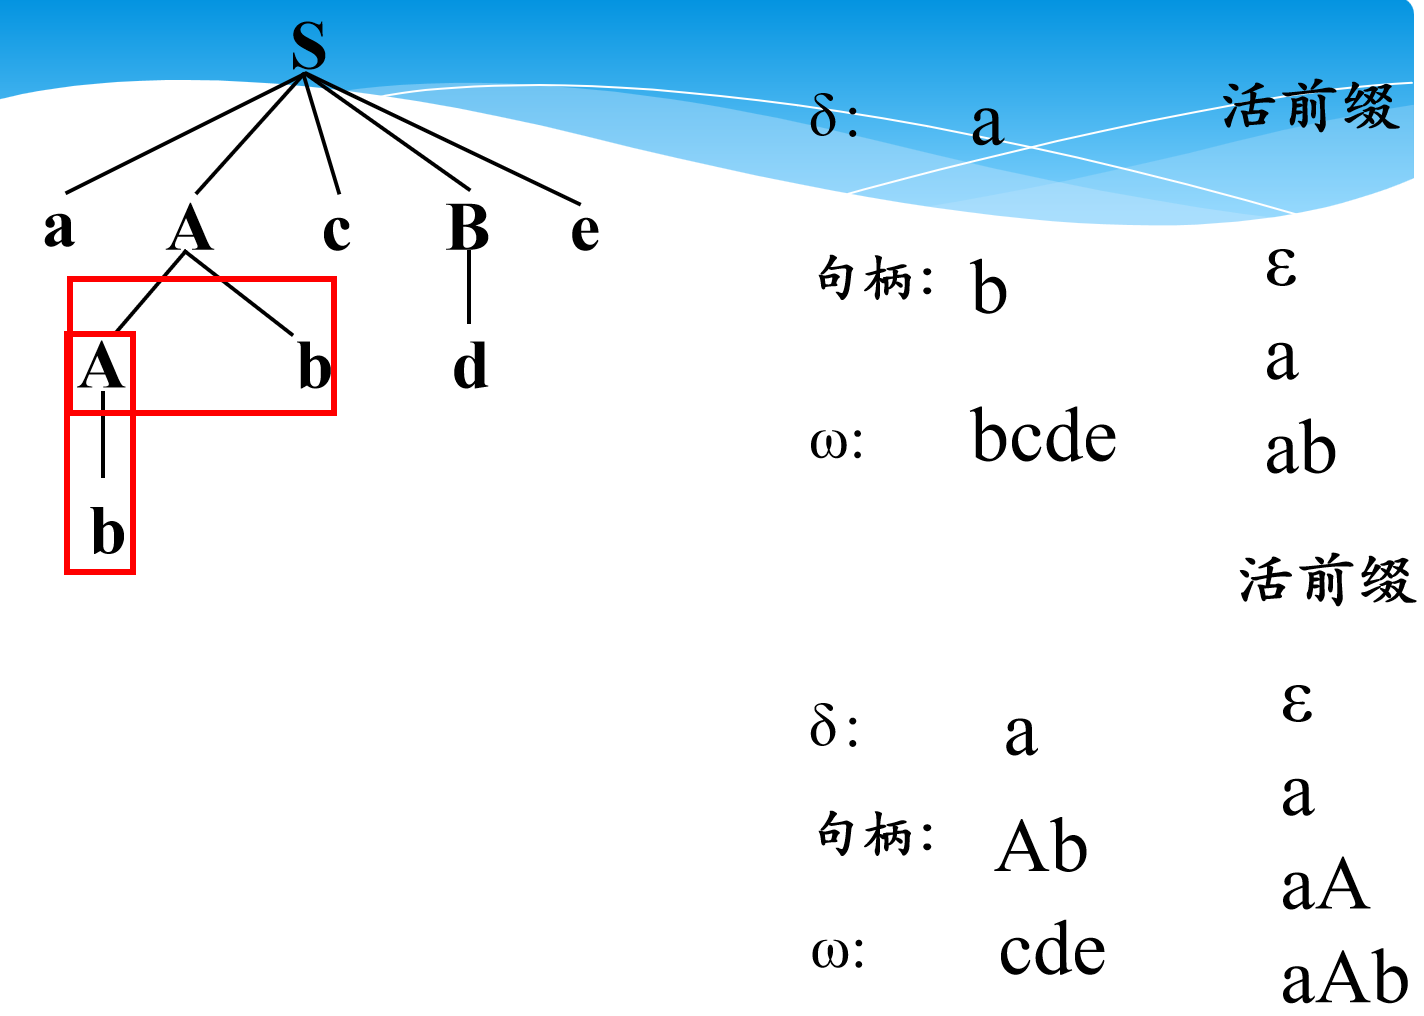 S
a A c B e
A b d
b
δ: a 活前缀
句柄: b ε
a
ω: bcde ab
活前缀
δ: a ε
a
句柄: Ab aA
ω: cde aAb